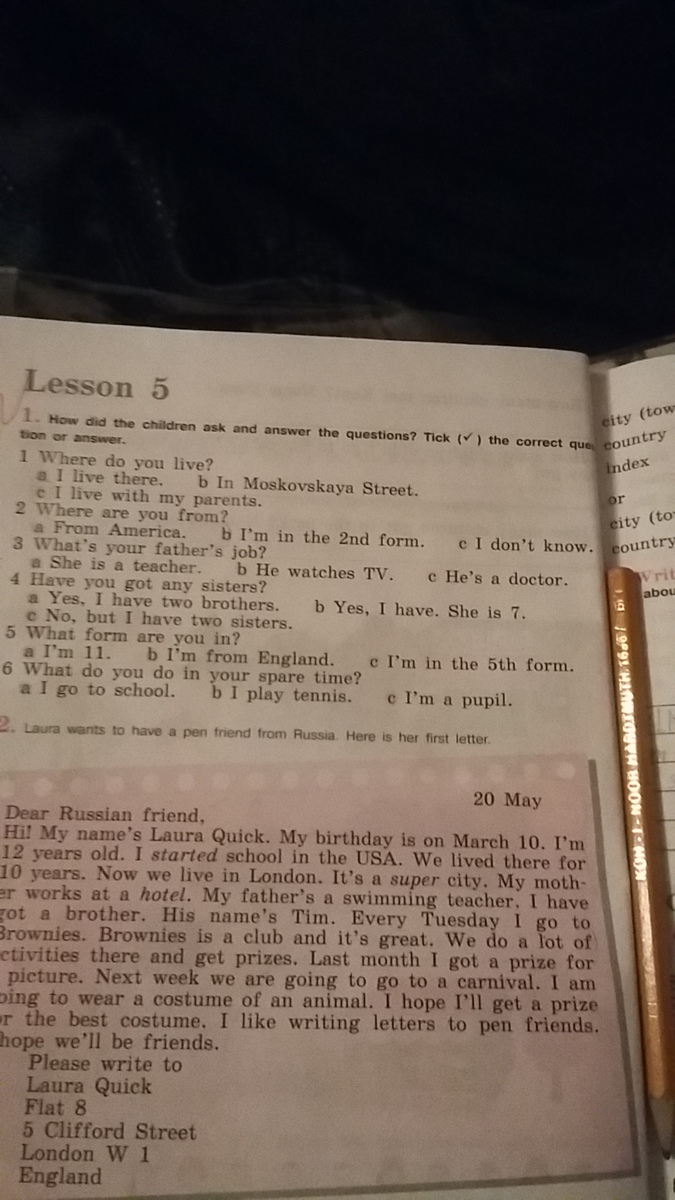 Lesson 5
1. How did the children ask and answer the questions? Tick (✓) the correct que
tion or answer.
1 Where do you live?
a I live there. b In Moskovskaya Street.
c I live with my parents.
2 Where are you from?
a From America. b I'm in the 2nd form. c I don't know.
3 What's your father's job?
a She is a teacher. b He watches TV. c He's a doctor.
4 Have you got any sisters?
a Yes, I have two brothers. b Yes, I have. She is 7.
c No, but I have two sisters.
5 What form are you in?
a I'm 11. b I'm from England. c I'm in the 5th form.
6 What do you do in your spare time?
a I go to school. b I play tennis. c I'm a pupil.
2. Laura wants to have a pen friend from Russia. Here is her first letter.
20 May
Dear Russian friend,
Hi! My name's Laura Quick. My birthday is on March 10. I'm
12 years old. I started school in the USA. We lived there for
10 years. Now we live in London. It's a super city. My moth-
er works at a hotel. My father's a swimming teacher. I have
got a brother. His name's Tim. Every Tuesday I go to
Brownies. Brownies is a club and it's great. We do a lot of
ctivities there and get prizes. Last month I got a prize for
picture. Next week we are going to go to a carnival. I am
oing to wear a costume of an animal. I hope I'll get a prize
or the best costume. I like writing letters to pen friends.
hope we'll be friends.
Please write to
Laura Quick
Flat 8
5 Clifford Street
London W 1
England
city (tow
country
index
or
city (to
country
Writ
abou
KOH-I-NOOR HARDTMUTH